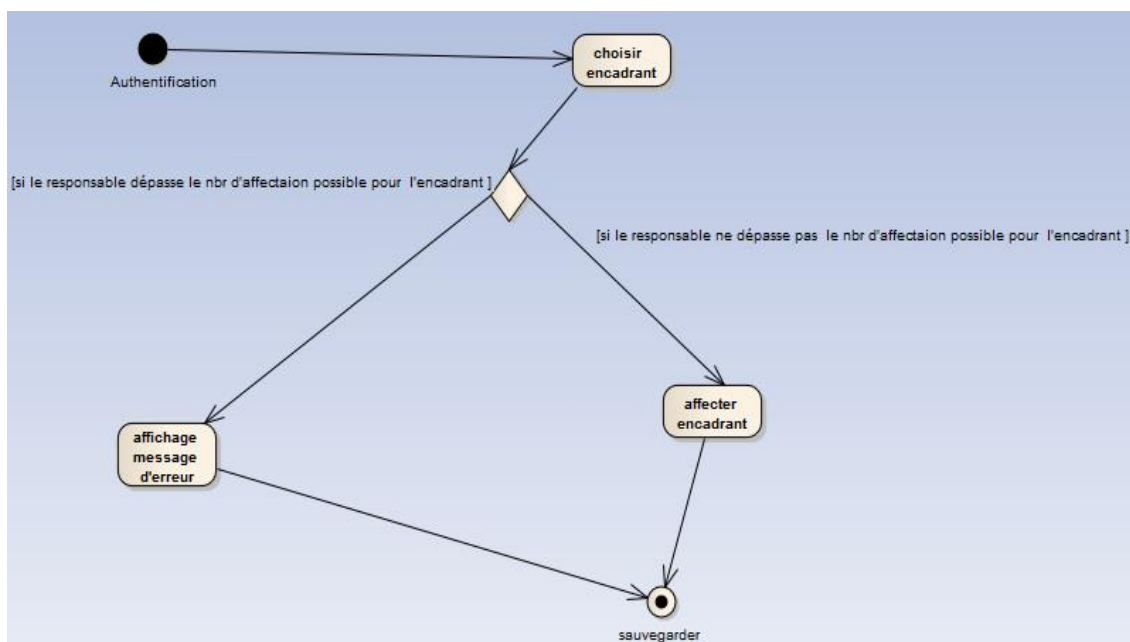 choisir
encadrant
Authentification
[si le responsable dépasse le nbr d'affectaion possible pour l'encadrant ]
[si le responsable ne dépasse pas le nbr d'affectaion possible pour l'encadrant ]
affecter
encadrant
affichage
message
d'erreur
sauvegarder